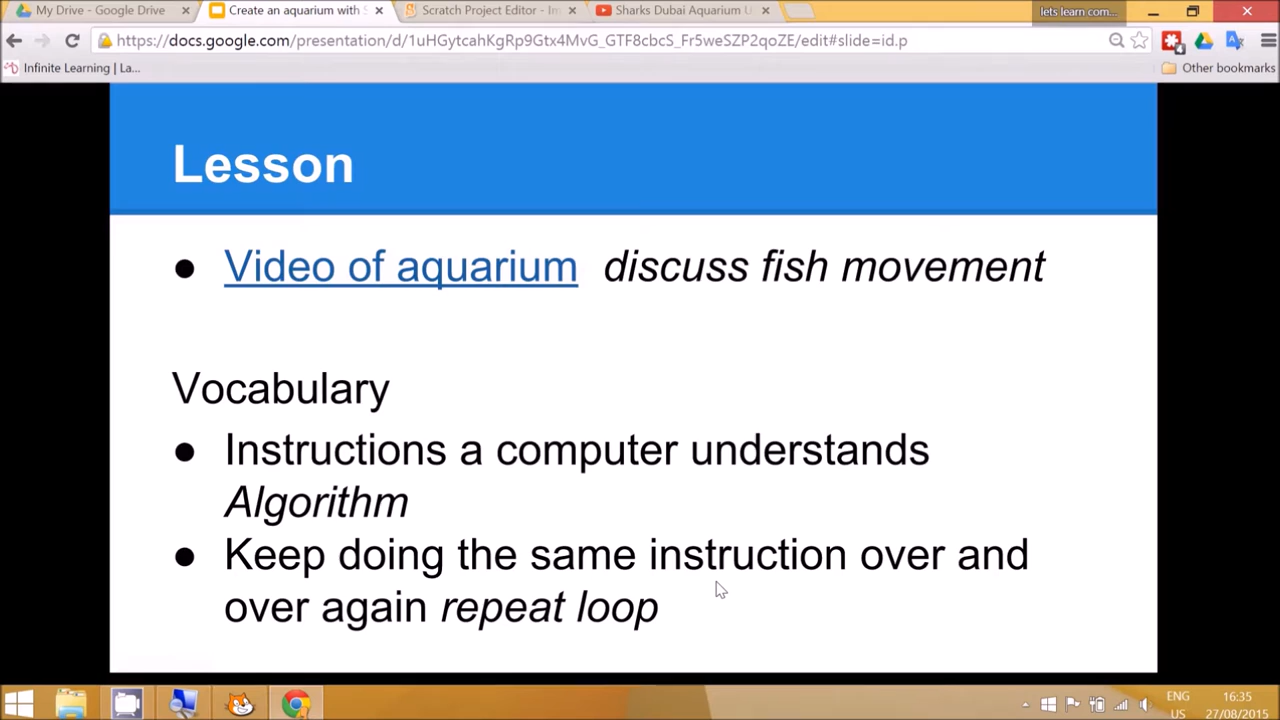 My Drive - Google Drive
Create an aquarium with S
Scratch Project Editor - Im
Sharks Dubai Aquarium U
lets learn com...
https://docs.google.com/presentation/d/1uHGytcahKgRp9Gtx4MvG_GTF8cbcS_Fr5weSZP2qoZE/edit#slide=id.p
Infinite Learning | La...
Other bookmarks
Lesson
● Video of aquarium discuss fish movement
Vocabulary
● Instructions a computer understands
Algorithm
● Keep doing the same instruction over and
over again repeat loop
ENG
US
16:35
27/08/2015